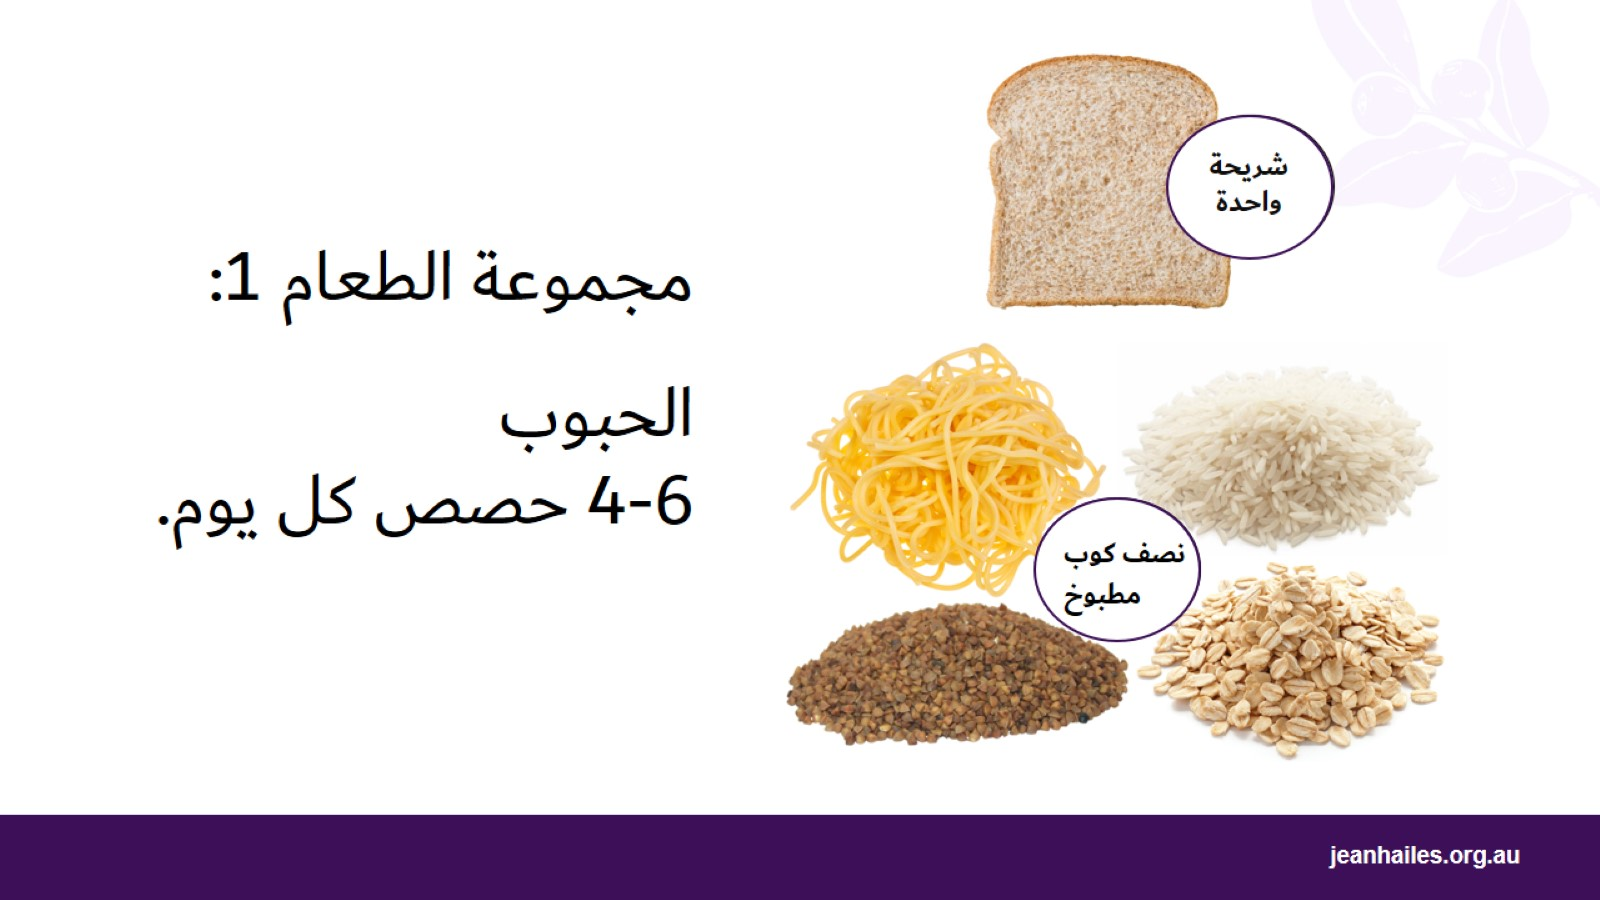 مجموعة الطعام 1:
الحبوب
4-6 حصص كل يوم.
شريحة
واحدة
نصف كوب
مطبوخ
jeanhailes.org.au